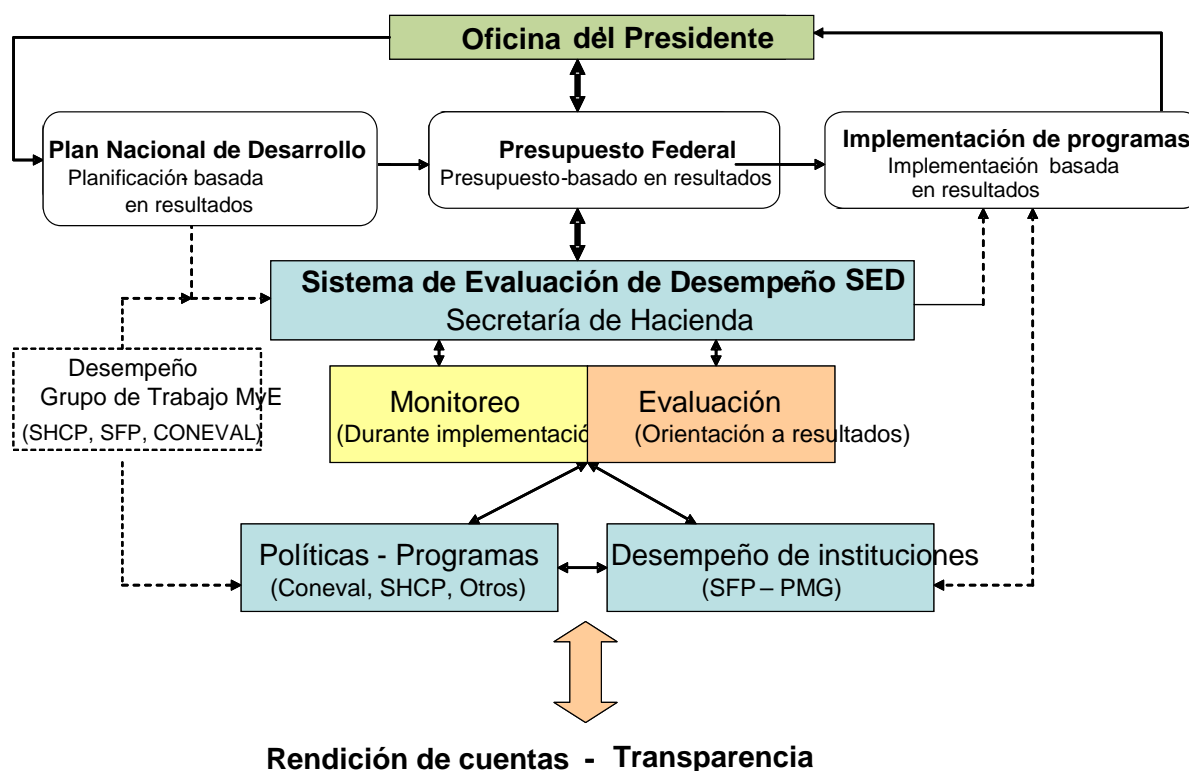 Oficina del Presidente
Plan Nacional de Desarrollo
Planificación basada
en resultados
Presupuesto Federal
Presupuesto-basado en resultados
Implementación de programas
Implementación basada
en resultados
Sistema de Evaluación de Desempeño SED
Secretaría de Hacienda
Desempeño
Grupo de Trabajo MyE
(SHCP, SFP, CONEVAL)
Monitoreo
(Durante implementació
Evaluación
(Orientación a resultados)
Políticas - Programas
(Coneval, SHCP, Otros)
Desempeño de instituciones
(SFP – PMG)
Rendición de cuentas - Transparencia